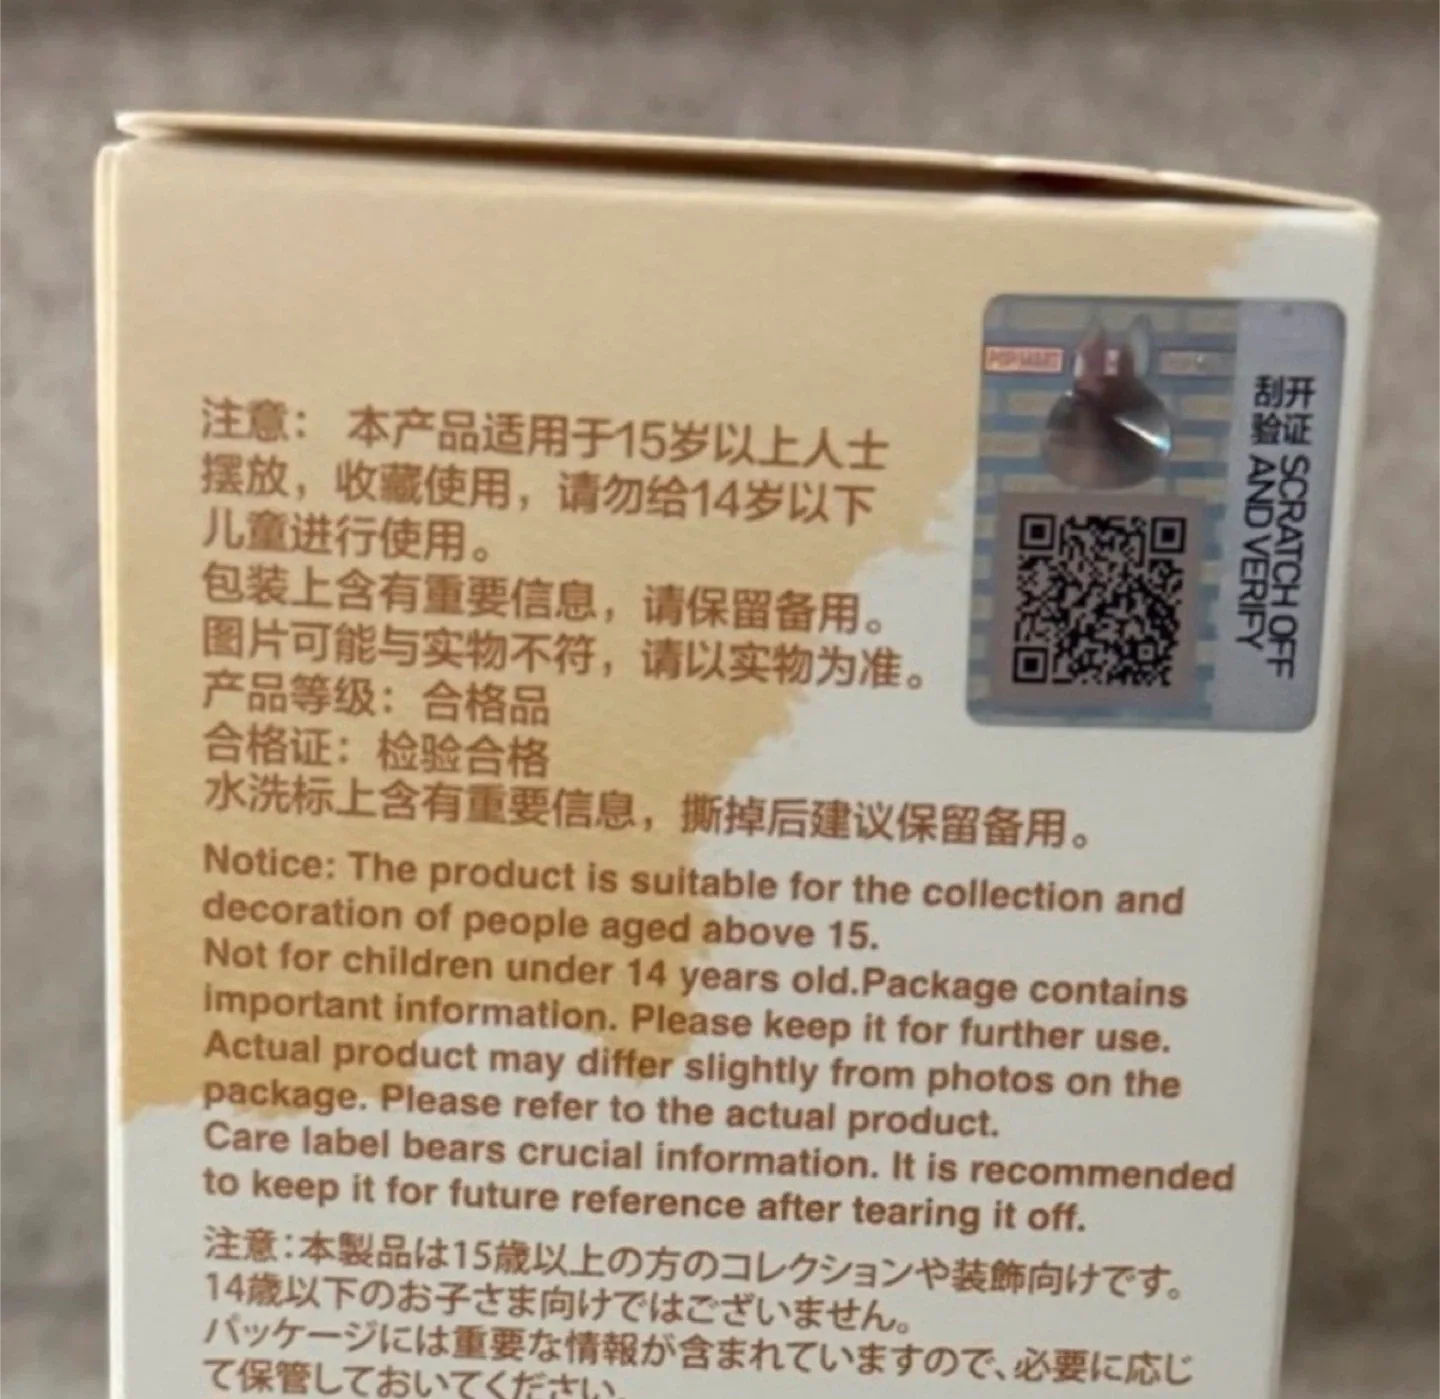 注意： 本产品适用于15岁以上人士
摆放，收藏使用，请勿给14岁以下
儿童进行使用。
包装上含有重要信息，请保留备用。
图片可能与实物不符，请以实物为准。
产品等级：合格品
合格证：检验合格
水洗标上含有重要信息，撕掉后建议保留备用。
Notice: The product is suitable for the collection and
decoration of people aged above 15.
Not for children under 14 years old.Package contains
important information. Please keep it for further use.
Actual product may differ slightly from photos on the
package. Please refer to the actual product.
Care label bears crucial information. It is recommended
to keep it for future reference after tearing it off.
注意：本製品は15歳以上の方のコレクションや装飾向けです。
14歳以下のお子さま向けではございません。
パッケージには重要な情報が含まれていますので、必要に応じ
て保管しておいてください。
POP MART
刮开
验证
SCRATCH OFF
AND VERIFY